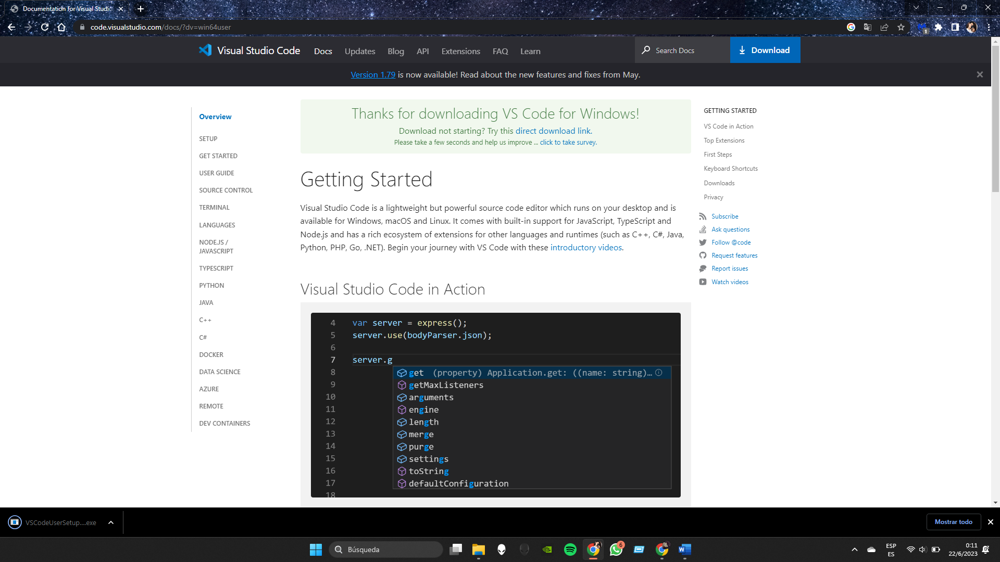 Documentation for Visual Studio
code.visualstudio.com/docs/?dv=win64user
1
Visual Studio Code
Docs
Updates
Blog
API
Extensions
FAQ
Learn
Search Docs
Download
Version 1.79 is now available! Read about the new features and fixes from May.
Overview
SETUP
GET STARTED
USER GUIDE
SOURCE CONTROL
TERMINAL
LANGUAGES
NODE.JS /
JAVASCRIPT
TYPESCRIPT
PYTHON
JAVA
C++
C#
DOCKER
DATA SCIENCE
AZURE
REMOTE
DEV CONTAINERS
Thanks for downloading VS Code for Windows!
Download not starting? Try this direct download link.
Please take a few seconds and help us improve ... click to take survey.
Getting Started
Visual Studio Code is a lightweight but powerful source code editor which runs on your desktop and is
available for Windows, macOS and Linux. It comes with built-in support for JavaScript, TypeScript and
Node.js and has a rich ecosystem of extensions for other languages and runtimes (such as C++, C#, Java,
Python, PHP, Go, .NET). Begin your journey with VS Code with these introductory videos.
Visual Studio Code in Action
4 var server = express();
5 server.use(bodyParser.json);
6
7 server.g
8 get (property) Application.get: ((name: string)…
9 getMaxListeners
10 arguments
11 engine
12 length
13 merge
14 purge
15 settings
16 toString
17 defaultConfiguration
18
GETTING STARTED
VS Code in Action
Top Extensions
First Steps
Keyboard Shortcuts
Downloads
Privacy
Subscribe
Ask questions
Follow @code
Request features
Report issues
Watch videos
VSCodeUserSetup....exe
Mostrar todo
Búsqueda
6
W
ESP
ES
0:11
22/6/2023